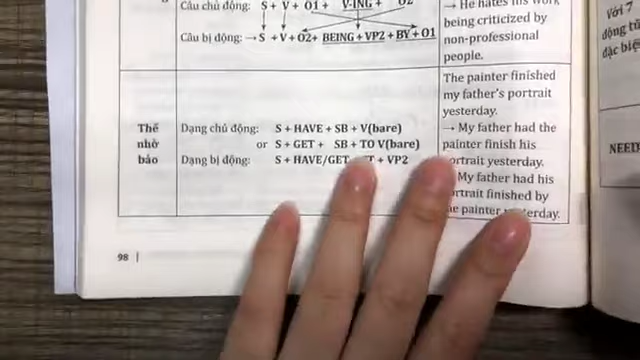 Câu chủ động: S + V + O1 + V-ING + O2
→ He hates his work
being criticized by
non-professional
people.
Câu bị động: → S + V + O2 + BEING + VP2 + BY + O1
Thể
nhờ
bảo
Dạng chủ động: S + HAVE + SB + V(bare)
or S + GET + SB + TO V(bare)
Dạng bị động: S + HAVE/GET + VP2
The painter finished
my father's portrait
yesterday.
→ My father had the
painter finish his
portrait yesterday.
My father had his
portrait finished by
the painter yesterday.
98
Với 7
động từ
đặc biệ
NEED